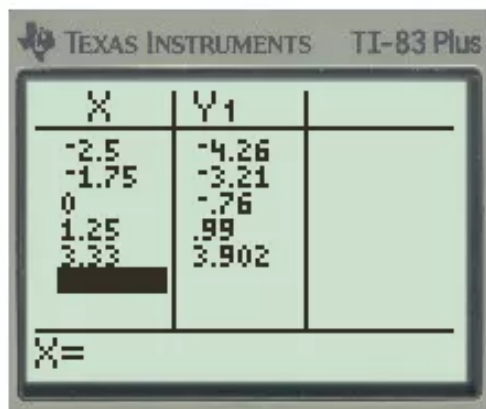 TEXAS INSTRUMENTS TI-83 Plus
X Y1
-2.5 -4.26
-1.75 -3.21
0 -.76
1.25 .99
3.33 3.902
X=